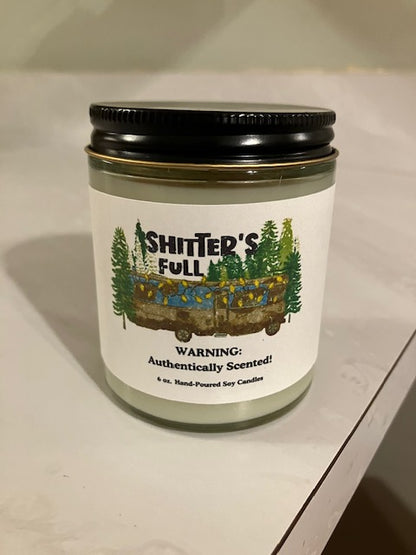 SHITTER'S
FULL
WARNING:
Authentically Scented!
6 oz. Hand-Poured Soy Candles